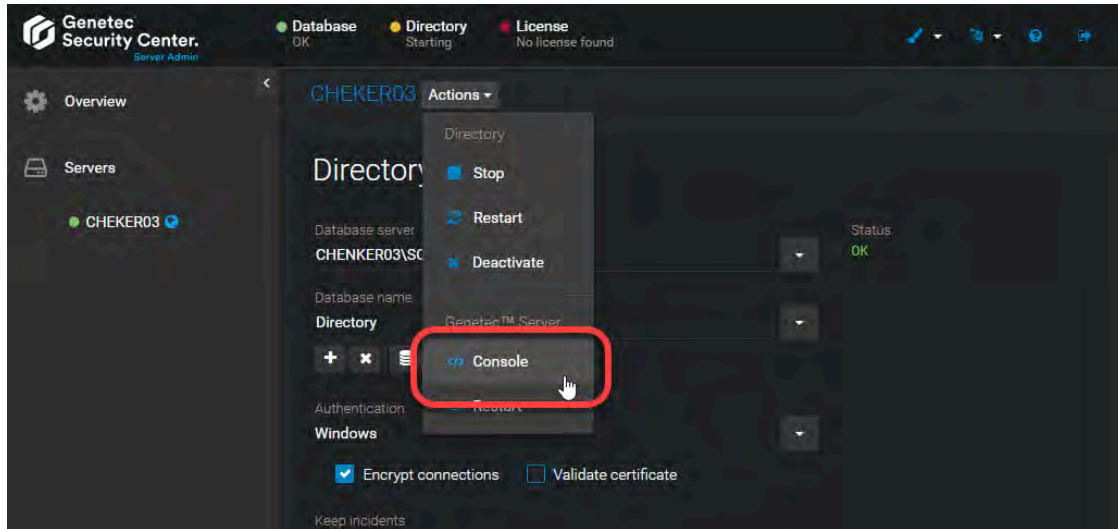 Genetec
Security Center.
Server Admin
Database
OK
Directory
Starting
License
No license found
Overview
Servers
CHEKER03
CHEKER03
Actions
Directory
Stop
Restart
Deactivate
Genetec™ Server
Console
Restart
Directory
Database server
CHENKER03\SQ
Status
OK
Database name
Directory
Authentication
Windows
Encrypt connections
Validate certificate
Keep incidents